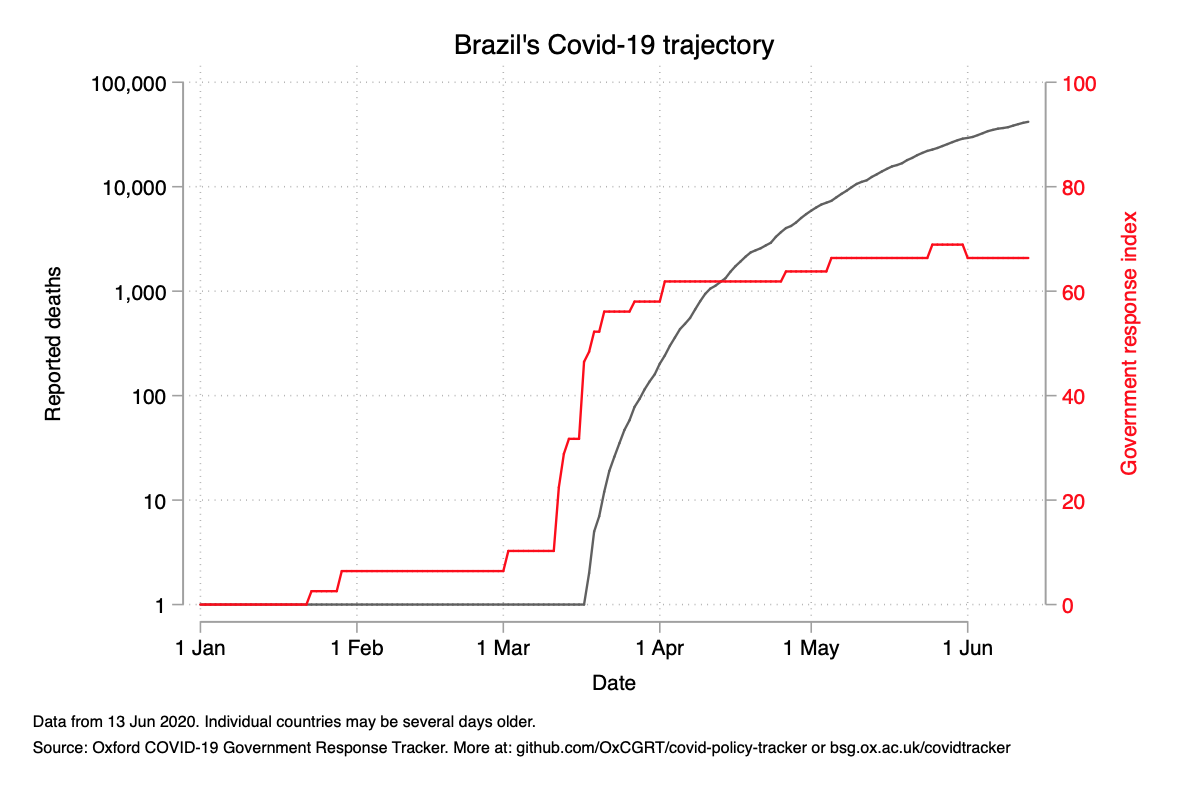 Brazil's Covid-19 trajectory
100,000
10,000
1,000
100
10
1
Reported deaths
100
80
60
40
20
0
Government response index
1 Jan 1 Feb 1 Mar 1 Apr 1 May 1 Jun
Date
Data from 13 Jun 2020. Individual countries may be several days older.
Source: Oxford COVID-19 Government Response Tracker. More at: github.com/OxCGRT/covid-policy-tracker or bsg.ox.ac.uk/covidtracker